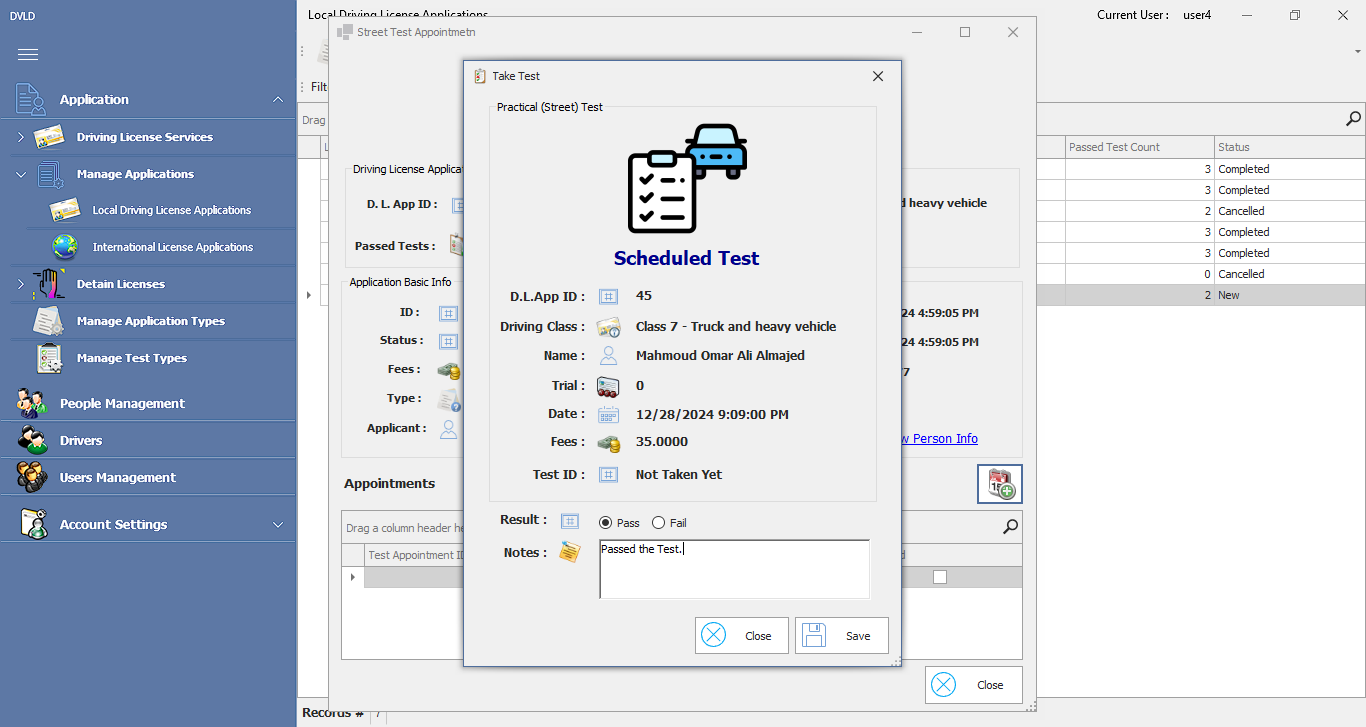 DVLD
Local Driving License Applications
Current User : user4
Street Test Appointmetn
Take Test
Filt
Application
Driving License Services
Manage Applications
Local Driving License Applications
International License Applications
Detain Licenses
Manage Application Types
Manage Test Types
People Management
Drivers
Users Management
Account Settings
Drag
L
Passed Test Count Status
3 Completed
3 Completed
2 Cancelled
3 Completed
3 Completed
0 Cancelled
2 New
Driving License Applica
D. L. App ID :
d heavy vehicle
Passed Tests :
Application Basic Info
ID :
24 4:59:05 PM
Status :
24 4:59:05 PM
Fees :
7
Type :
Applicant :
w Person Info
Appointments
15
Drag a column header he
Test Appointment ID
d
Close
Records # 7
Practical (Street) Test
Scheduled Test
D.L.App ID : 45
Driving Class : Class 7 - Truck and heavy vehicle
Name : Mahmoud Omar Ali Almajed
Trial : 0
Date : 12/28/2024 9:09:00 PM
Fees : 35.0000
Test ID : Not Taken Yet
Result : Pass Fail
Notes : Passed the Test.
Close Save